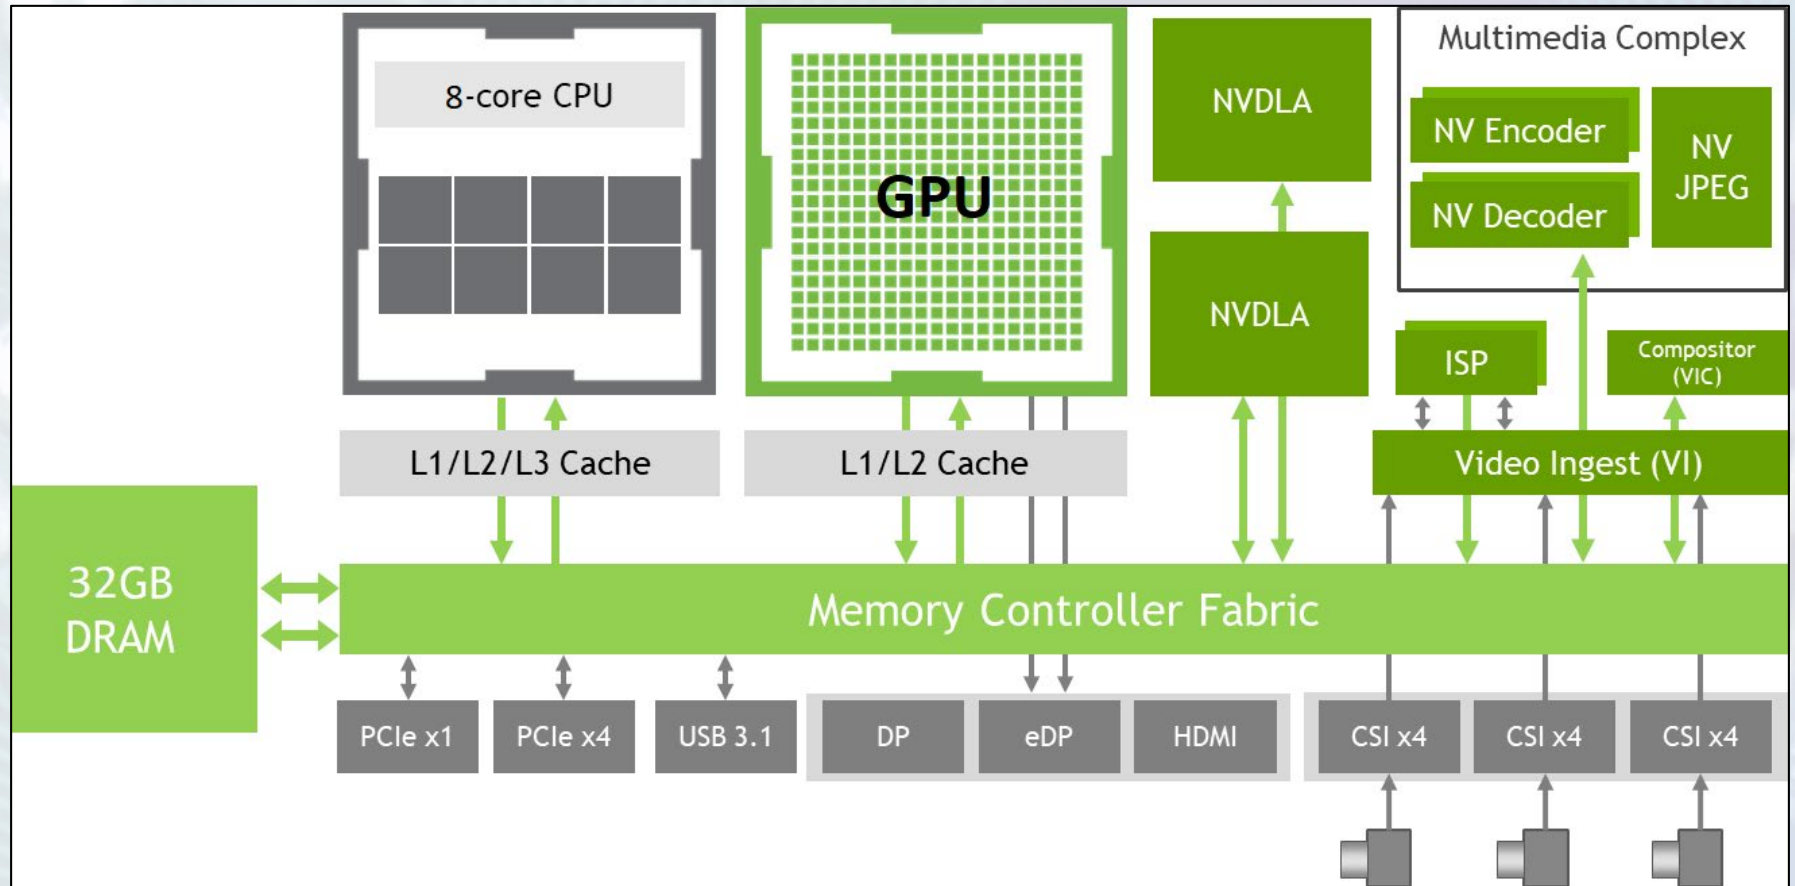 8-core CPU
GPU
NVDLA
NVDLA
Multimedia Complex
NV Encoder
NV Decoder
NV
JPEG
ISP
Compositor
(VIC)
L1/L2/L3 Cache
L1/L2 Cache
Video Ingest (VI)
32GB
DRAM
Memory Controller Fabric
PCIe x1
PCIe x4
USB 3.1
DP
eDP
HDMI
CSI x4
CSI x4
CSI x4